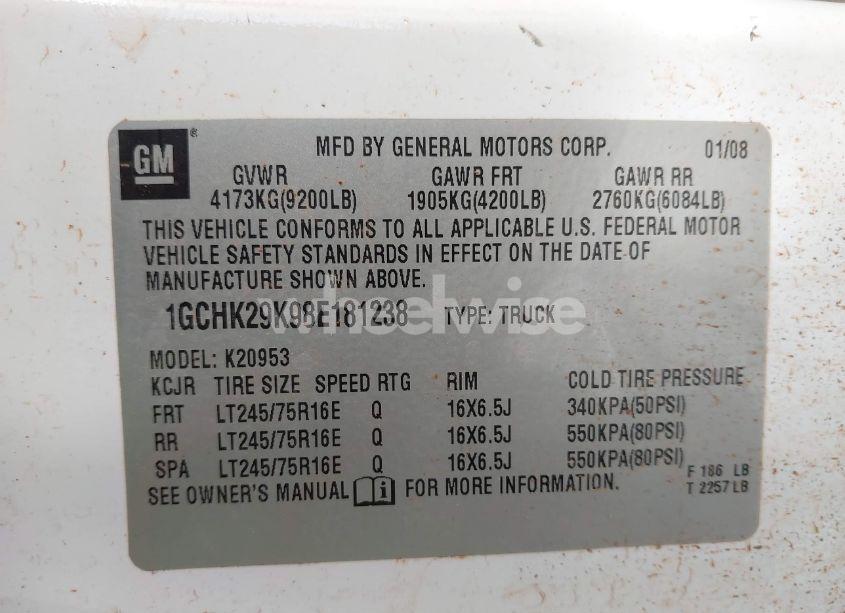 GM ® MFD BY GENERAL MOTORS CORP. 01/08
GVWR GAWR FRT GAWR RR
4173KG(9200LB) 1905KG(4200LB) 2760KG(6084LB)
THIS VEHICLE CONFORMS TO ALL APPLICABLE U.S. FEDERAL MOTOR
VEHICLE SAFETY STANDARDS IN EFFECT ON THE DATE OF
MANUFACTURE SHOWN ABOVE.
wheelwise
1GCHK29K98E181238 TYPE: TRUCK
MODEL: K20953
KCJR TIRE SIZE SPEED RTG RIM COLD TIRE PRESSURE
FRT LT245/75R16E Q 16X6.5J 340KPA(50PSI)
RR LT245/75R16E Q 16X6.5J 550KPA(80PSI)
SPA LT245/75R16E Q 16X6.5J 550KPA(80PSI)
F 186 LB
SEE OWNER'S MANUAL i FOR MORE INFORMATION. T 2257 LB